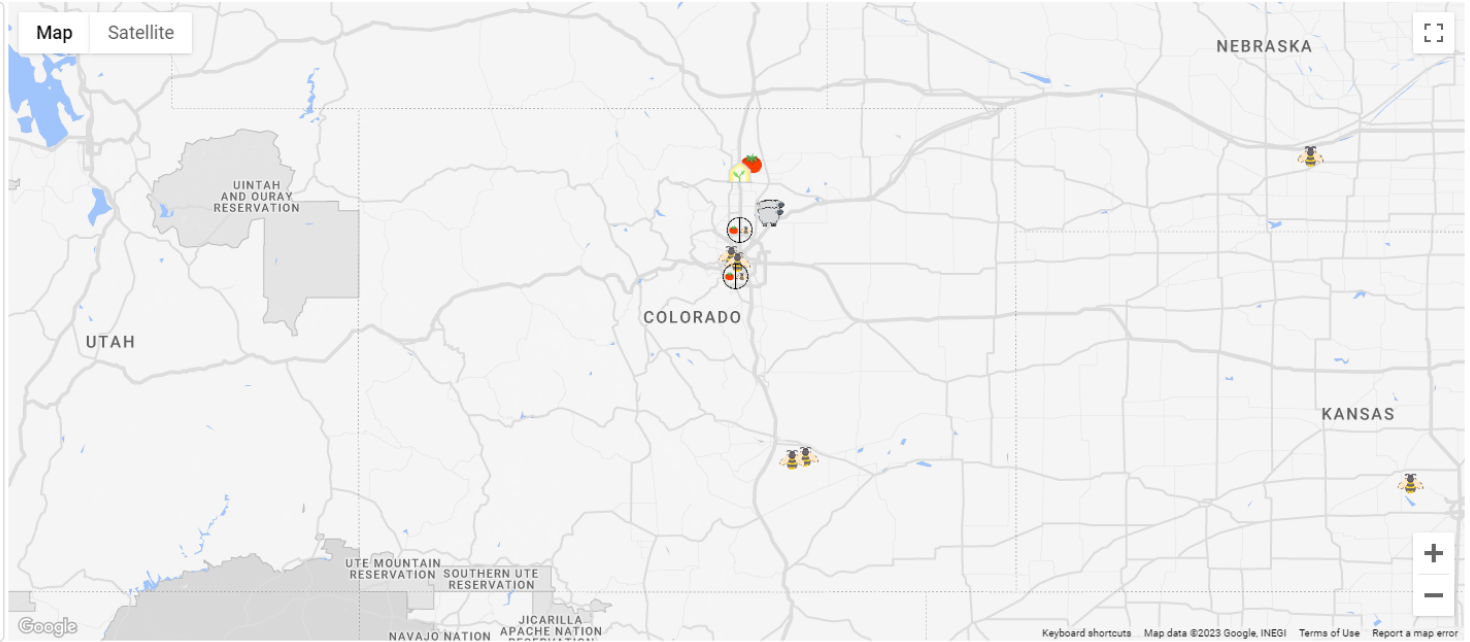 Map
Satellite
NEBRASKA
UINTAH
AND OURAY
RESERVATION
COLORADO
UTAH
KANSAS
UTE MOUNTAIN
RESERVATION
SOUTHERN UTE
RESERVATION
JICARILLA
APACHE NATION
RESERVATION
NAVAJO NATION
Google
Keyboard shortcuts
Map data ©2023 Google, INEGI
Terms of Use
Report a map error